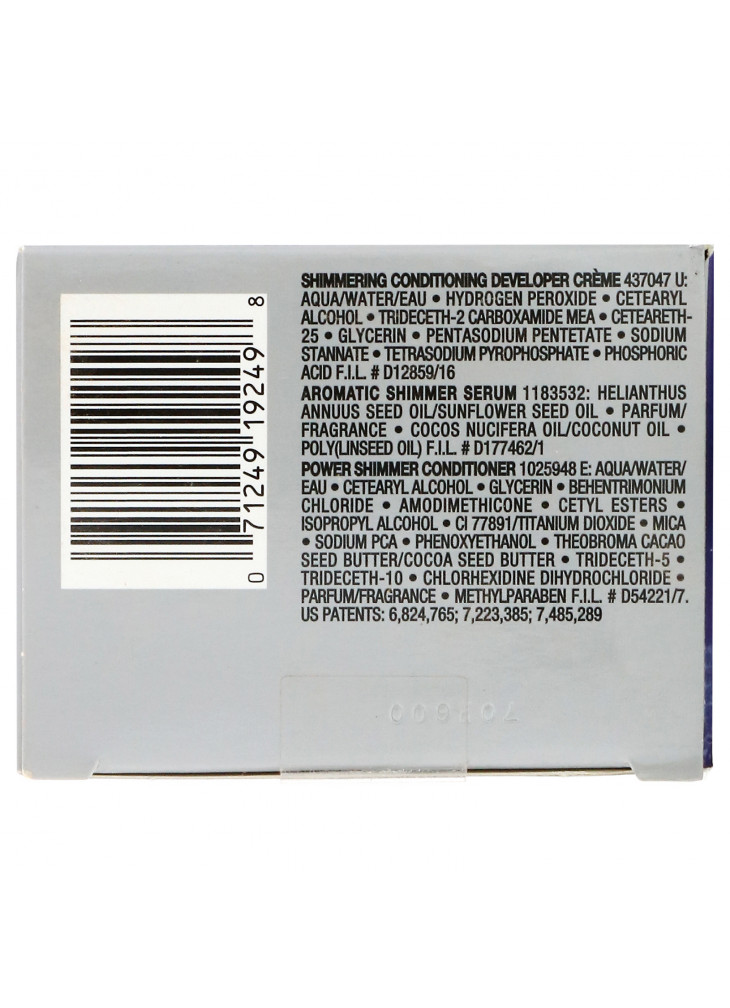 SHIMMERING CONDITIONING DEVELOPER CRÈME 437047 U:
AQUA/WATER/EAU • HYDROGEN PEROXIDE • CETEARYL
ALCOHOL • TRIDECETH-2 CARBOXAMIDE MEA • CETEARETH-
25 • GLYCERIN • PENTASODIUM PENTETATE • SODIUM
STANNATE • TETRASODIUM PYROPHOSPHATE • PHOSPHORIC
ACID F.I.L. # D12859/16
AROMATIC SHIMMER SERUM 1183532: HELIANTHUS
ANNUUS SEED OIL/SUNFLOWER SEED OIL • PARFUM/
FRAGRANCE • COCOS NUCIFERA OIL/COCONUT OIL •
POLY(LINSEED OIL) F.I.L. # D177462/1
POWER SHIMMER CONDITIONER 1025948 E: AQUA/WATER/
EAU • CETEARYL ALCOHOL • GLYCERIN • BEHENTRIMONIUM
CHLORIDE • AMODIMETHICONE • CETYL ESTERS •
ISOPROPYL ALCOHOL • CI 77891/TITANIUM DIOXIDE • MICA
• SODIUM PCA • PHENOXYETHANOL • THEOBROMA CACAO
SEED BUTTER/COCOA SEED BUTTER • TRIDECETH-5 •
TRIDECETH-10 • CHLORHEXIDINE DIHYDROCHLORIDE •
PARFUM/FRAGRANCE • METHYLPARABEN F.I.L. # D54221/7.
US PATENTS: 6,824,765; 7,223,385; 7,485,289
0 71249 19249 8